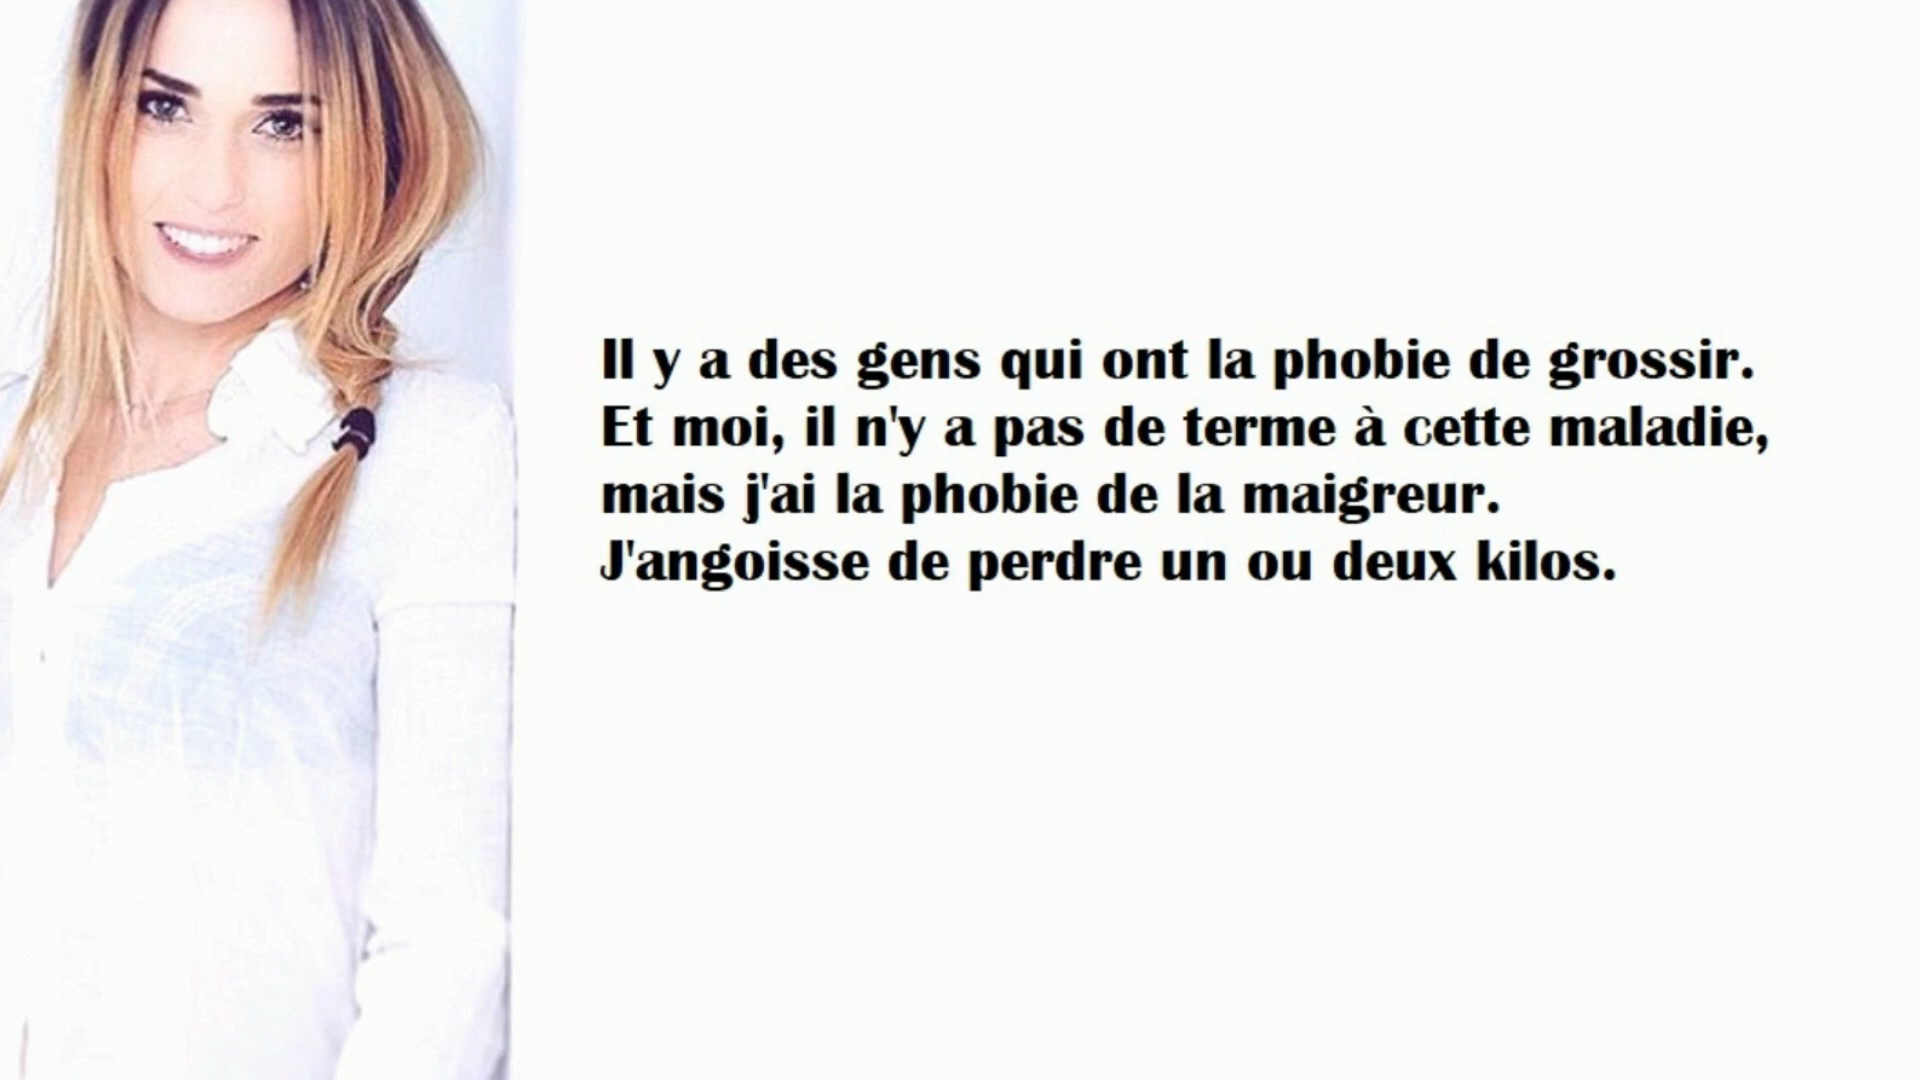 Il y a des gens qui ont la phobie de grossir.
Et moi, il n'y a pas de terme à cette maladie,
mais j'ai la phobie de la maigreur.
J'angoisse de perdre un ou deux kilos.